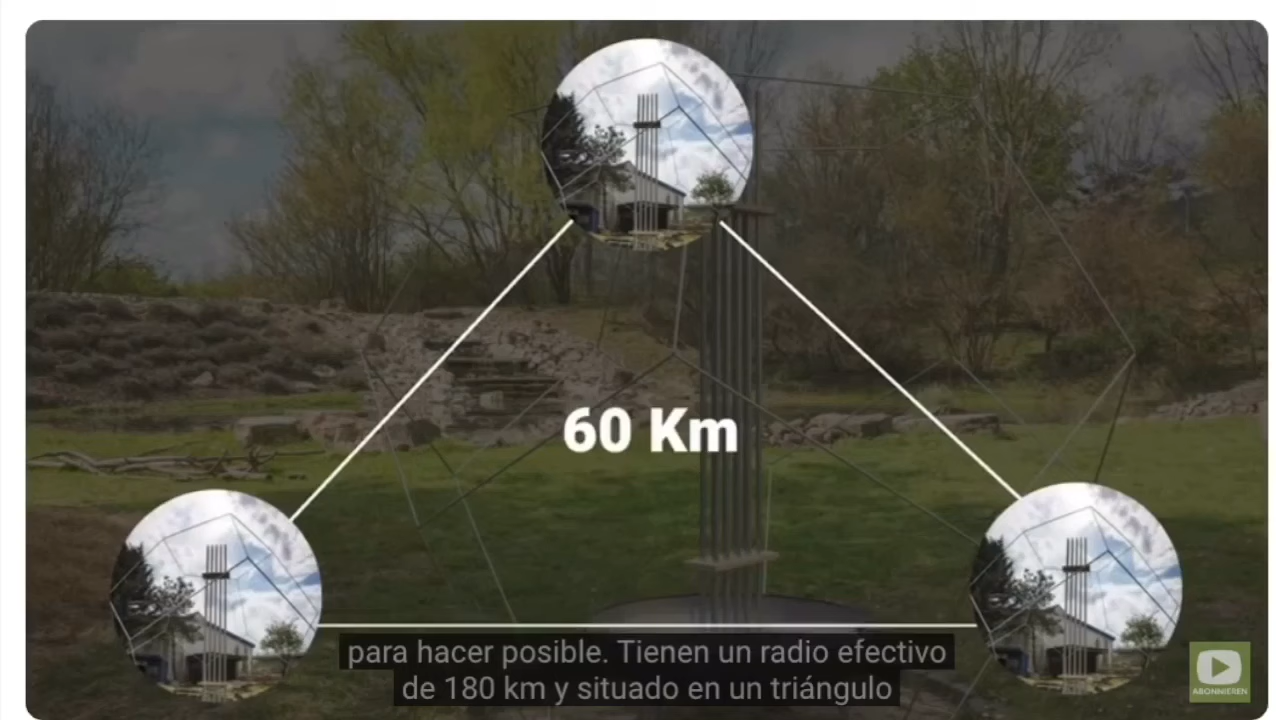 60 Km
para hacer posible. Tienen un radio efectivo
de 180 km y situado en un triángulo
ABONNIEREN